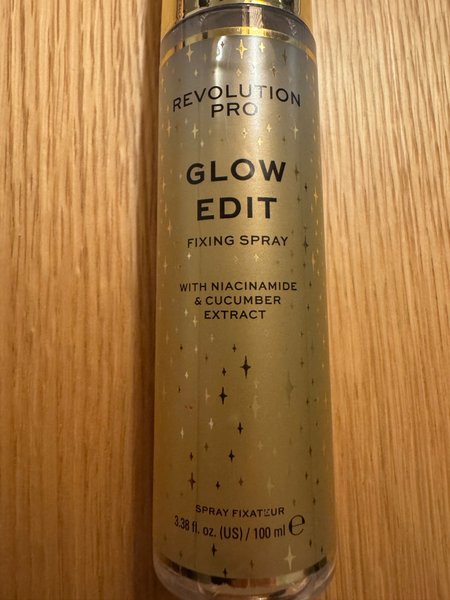 REVOLUTION
PRO
GLOW
EDIT
FIXING SPRAY
WITH NIACINAMIDE
& CUCUMBER
EXTRACT
SPRAY FIXATEUR
3.38 fl. oz. (US) / 100 ml ℮